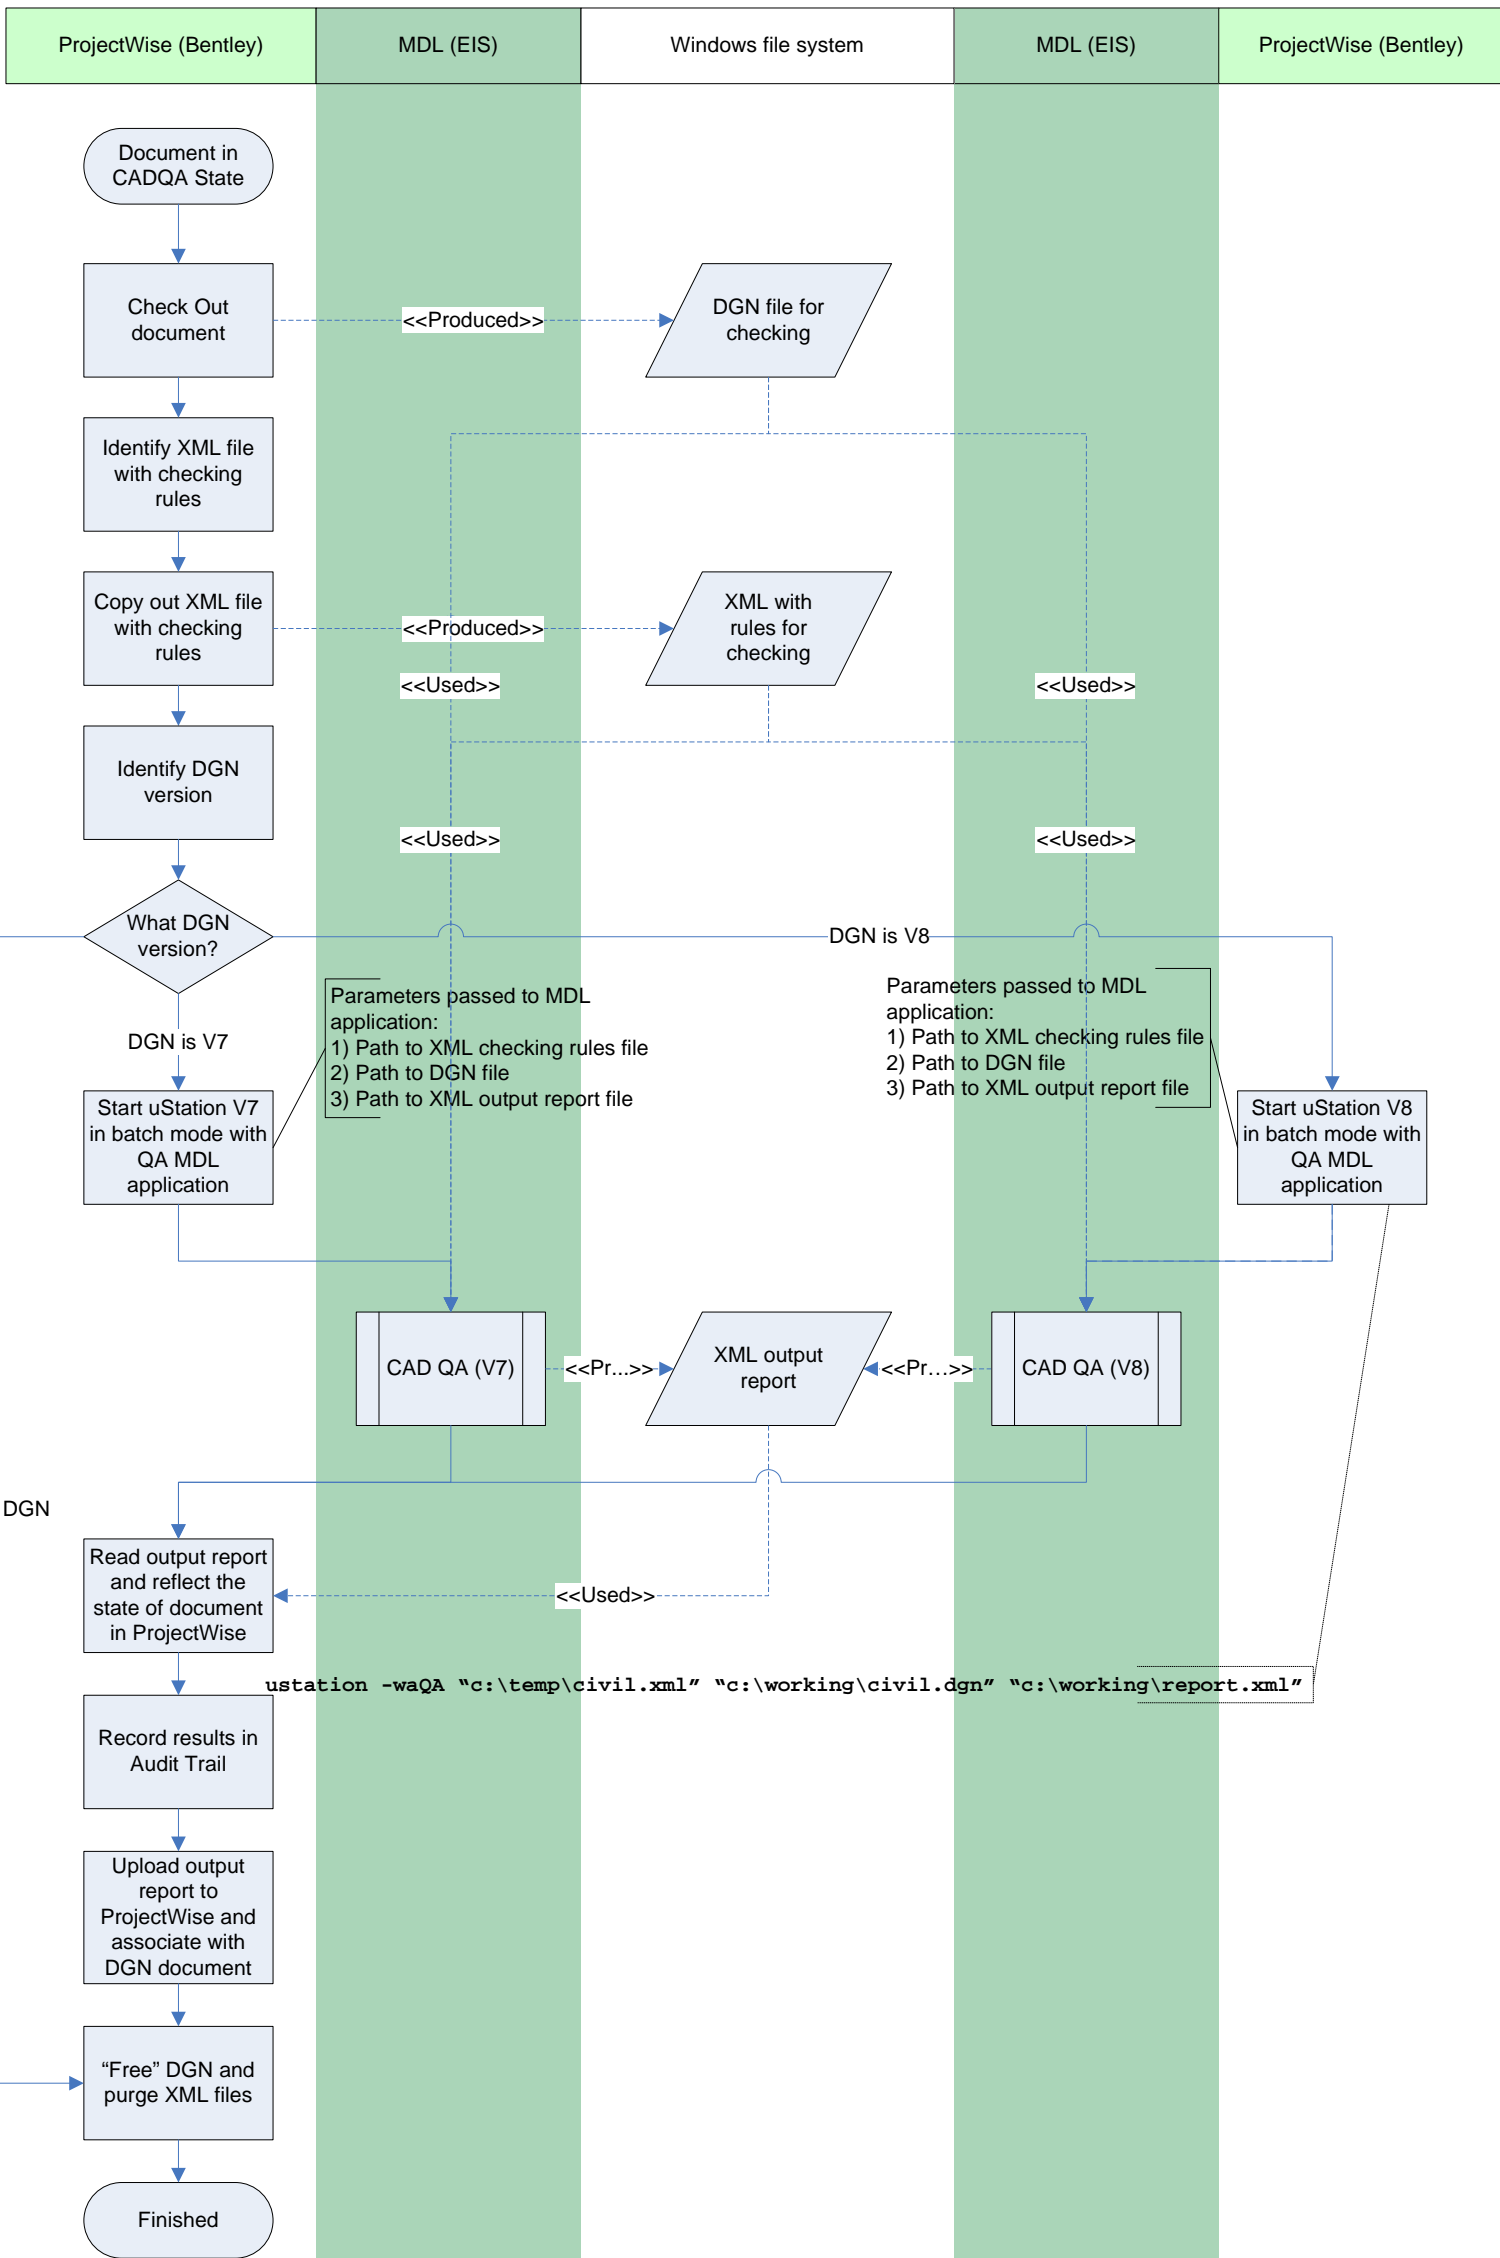 ProjectWise (Bentley)
MDL (EIS)
Windows file system
MDL (EIS)
ProjectWise (Bentley)
Document in
CADQA State
Check Out
document
<<Produced>>
DGN file for
checking
Identify XML file
with checking
rules
Copy out XML file
with checking
rules
<<Produced>>
XML with
rules for
checking
<<Used>>
<<Used>>
Identify DGN
version
<<Used>>
<<Used>>
What DGN
version?
DGN is V8
DGN is V7
Parameters passed to MDL
application:
1) Path to XML checking rules file
2) Path to DGN file
3) Path to XML output report file
Parameters passed to MDL
application:
1) Path to XML checking rules file
2) Path to DGN file
3) Path to XML output report file
Start uStation V7
in batch mode with
QA MDL
application
Start uStation V8
in batch mode with
QA MDL
application
CAD QA (V7)
<<Pr...>>
XML output
report
<<Pr...>>
CAD QA (V8)
DGN
Read output report
and reflect the
state of document
in ProjectWise
<<Used>>
ustation -waQA “c:\temp\civil.xml” “c:\working\civil.dgn” “c:\working\report.xml”
Record results in
Audit Trail
Upload output
report to
ProjectWise and
associate with
DGN document
“Free” DGN and
purge XML files
Finished